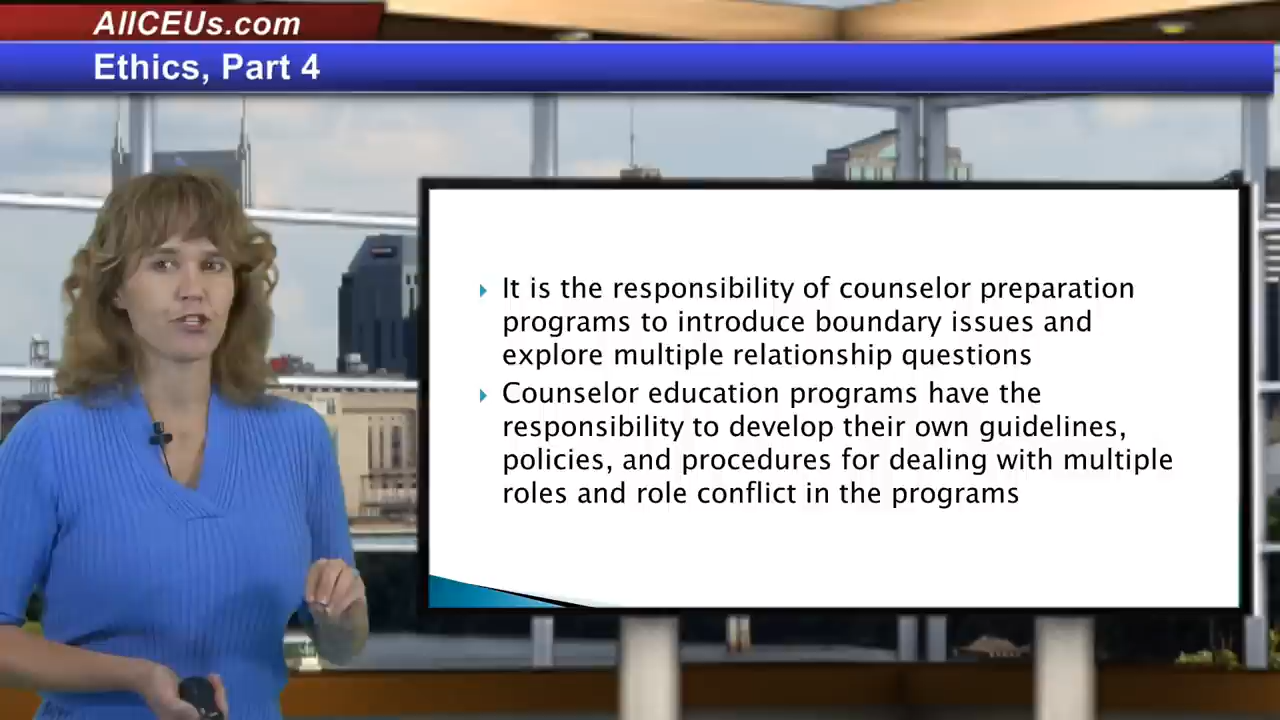 AllCEUs.com
Ethics, Part 4
It is the responsibility of counselor preparation
programs to introduce boundary issues and
explore multiple relationship questions
Counselor education programs have the
responsibility to develop their own guidelines,
policies, and procedures for dealing with multiple
roles and role conflict in the programs